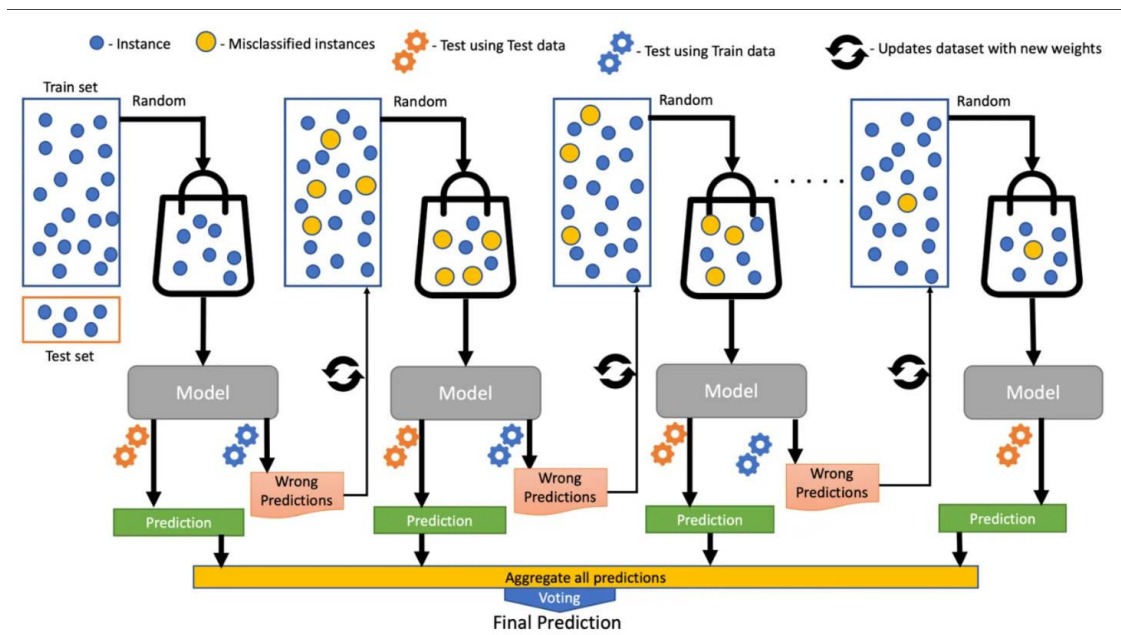 - Instance
- Misclassified instances
- Test using Test data
- Test using Train data
- Updates dataset with new weights
Train set
Random
Random
Random
Random
Test set
Model
Model
Model
Model
Wrong
Predictions
Wrong
Predictions
Wrong
Predictions
Prediction
Prediction
Prediction
Prediction
Aggregate all predictions
Voting
Final Prediction